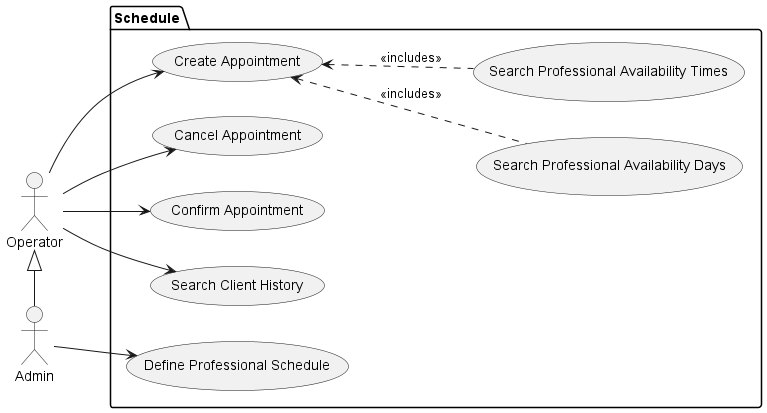 Schedule
Create Appointment
«includes»
Search Professional Availability Times
«includes»
Cancel Appointment
Search Professional Availability Days
Confirm Appointment
Operator
Search Client History
Define Professional Schedule
Admin